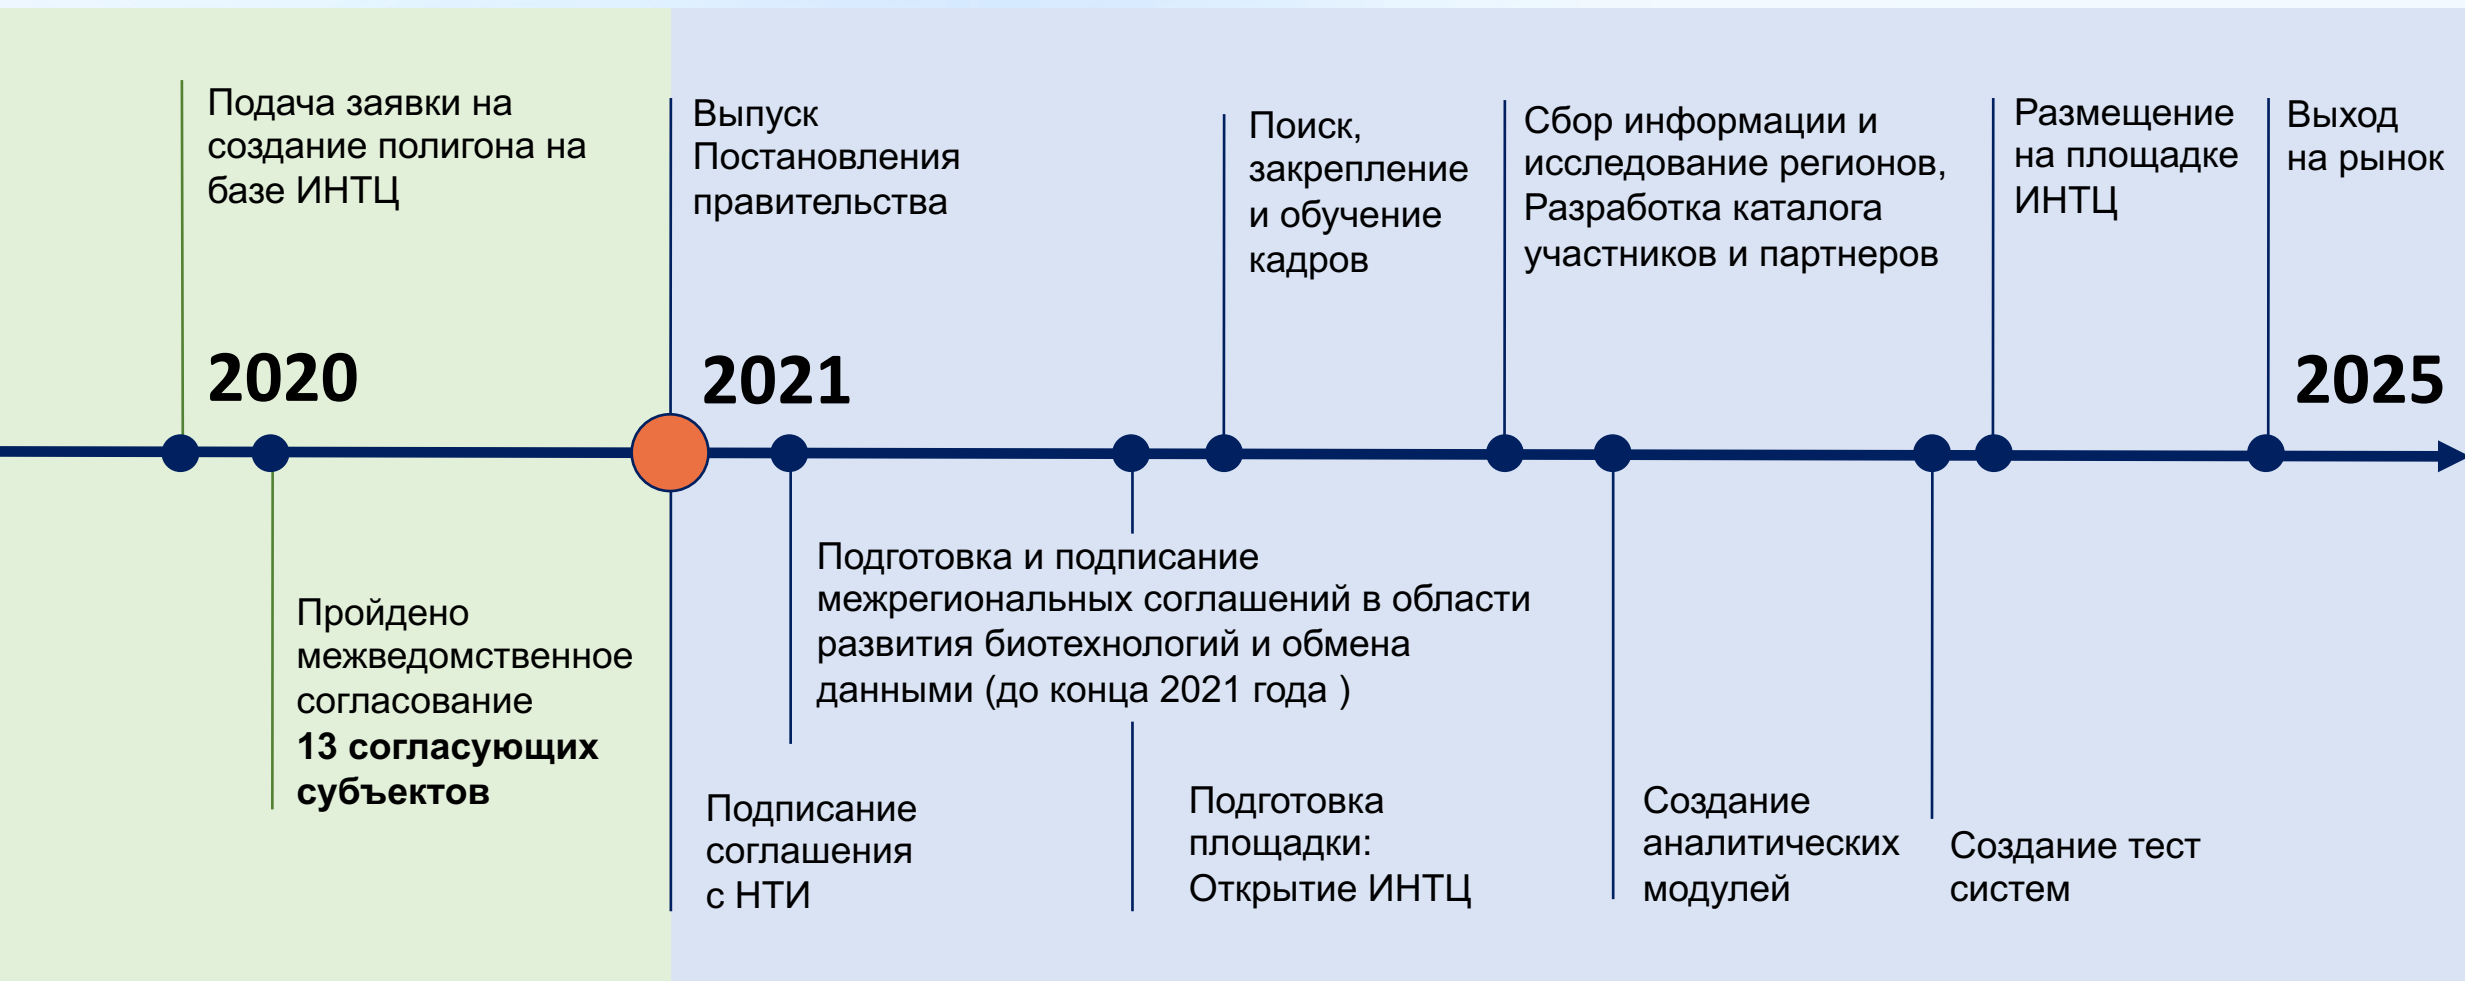 Подача заявки на
создание полигона на
базе ИНТЦ
Выпуск
Постановления
правительства
Поиск,
закрепление
и обучение
кадров
Сбор информации и
исследование регионов,
Разработка каталога
участников и партнеров
Размещение
на площадке
ИНТЦ
Выход
на рынок
2020
2021
2025
Пройдено
межведомственное
согласование
13 согласующих
субъектов
Подписание
соглашения
с НТИ
Подготовка и подписание
межрегиональных соглашений в области
развития биотехнологий и обмена
данными (до конца 2021 года )
Подготовка
площадки:
Открытие ИНТЦ
Создание
аналитических
модулей
Создание тест
систем